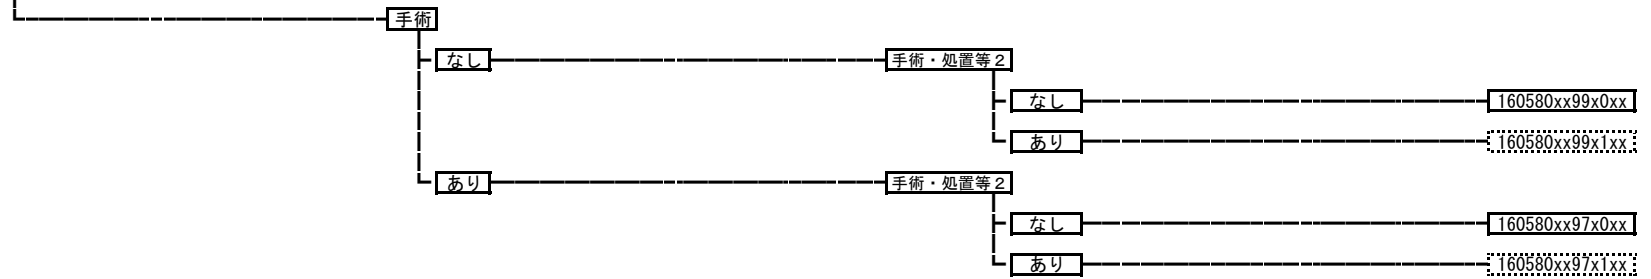 手術
なし 手術・処置等2
なし 160580xx99x0xx
あり 160580xx99x1xx
あり 手術・処置等2
なし 160580xx97x0xx
あり 160580xx97x1xx